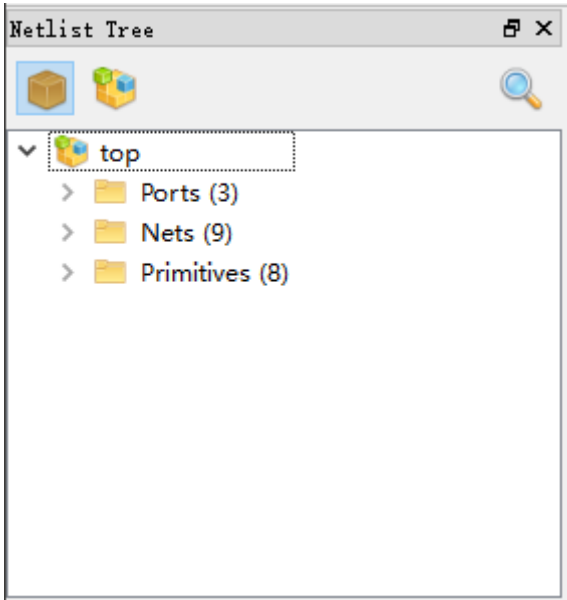 Netlist Tree
top
Ports (3)
Nets (9)
Primitives (8)